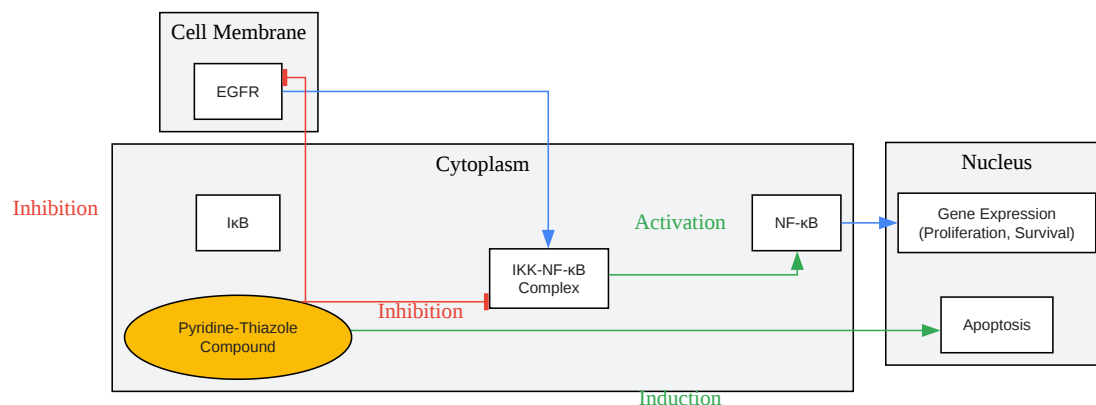 Cell Membrane
EGFR
Cytoplasm
Nucleus
Inhibition
IκB
Activation
NF-κB
Gene Expression
(Proliferation, Survival)
IKK-NF-κB
Complex
Inhibition
Pyridine-Thiazole
Compound
Apoptosis
Induction